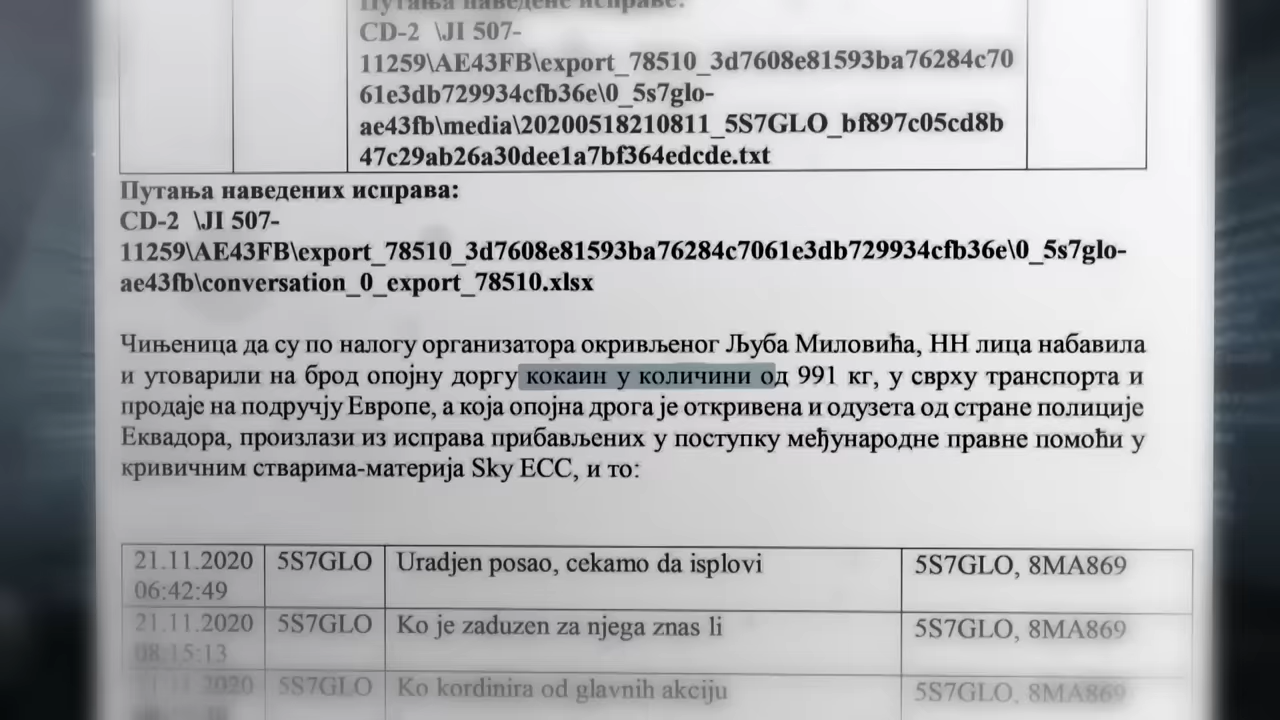 Путања наведене исправе:
CD-2 \JI 507-
11259\AE43FB\export_78510_3d7608e81593ba76284c70
61e3db729934cfb36e\0_5s7glo-
ae43fb\media\20200518210811_5S7GLO_bf897c05cd8b
47c29ab26a30dee1a7bf364edcde.txt
Путања наведених исправа:
CD-2 \JI 507-
11259\AE43FB\export_78510_3d7608e81593ba76284c7061e3db729934cfb36e\0_5s7glo-
ae43fb\conversation_0_export_78510.xlsx
Чињеница да су по налогу организатора окривљеног Љуба Миловића, НН лица набавила
и утоварили на брод опојну доргу кокаин у количини од 991 кг, у сврху транспорта и
продаје на подручју Европе, а која опојна дрога је откривена и одузета од стране полиције
Еквадора, произлази из исправа прибављених у поступку међународне правне помоћи у
кривичним стварима-материја Sky ECC, и то:
21.11.2020 5S7GLO Uradjen posao, cekamo da isplovi 5S7GLO, 8MA869
06:42:49
21.11.2020 5S7GLO Ko je zaduzen za njega znas li 5S7GLO, 8MA869
08:15:13
21.11.2020 5S7GLO Ko kordinira od glavnih akciju 5S7GLO, 8MA869